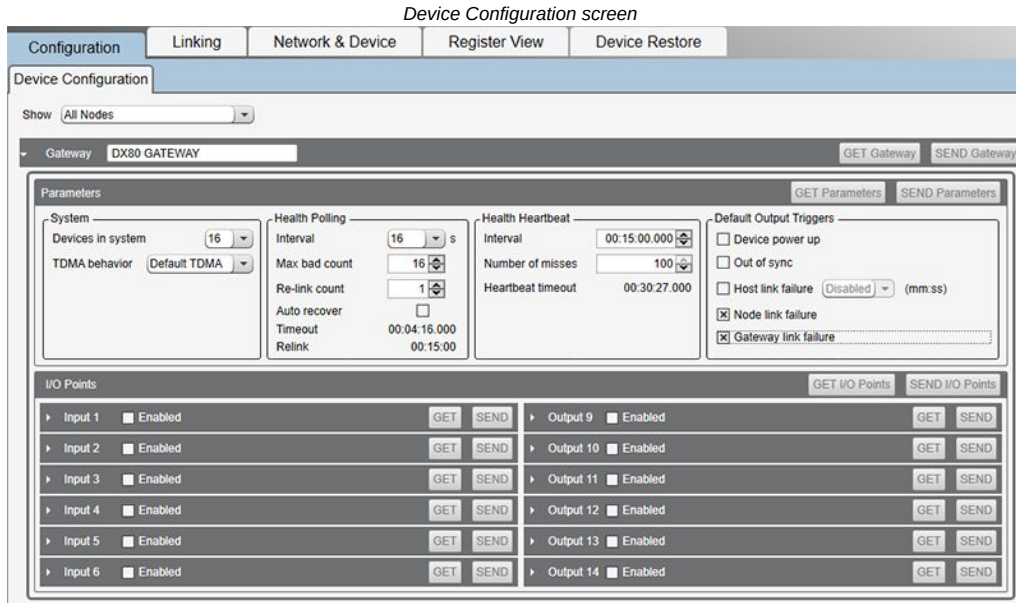 Device Configuration screen
Configuration Linking Network & Device Register View Device Restore
Device Configuration
Show All Nodes
Gateway DX80 GATEWAY GET Gateway SEND Gateway
Parameters GET Parameters SEND Parameters
System Health Polling Health Heartbeat Default Output Triggers
Devices in system 16 Interval 16 s Interval 00:15:00.000 Device power up
TDMA behavior Default TDMA Max bad count 16 Number of misses 100 Out of sync
Re-link count 1 Heartbeat timeout 00:30:27.000 Host link failure Disabled (mm:ss)
Auto recover Node link failure
Timeout 00:04:16.000
Relink 00:15:00 Gateway link failure
I/O Points GET I/O Points SEND I/O Points
Input 1 Enabled GET SEND Output 9 Enabled GET SEND
Input 2 Enabled GET SEND Output 10 Enabled GET SEND
Input 3 Enabled GET SEND Output 11 Enabled GET SEND
Input 4 Enabled GET SEND Output 12 Enabled GET SEND
Input 5 Enabled GET SEND Output 13 Enabled GET SEND
Input 6 Enabled GET SEND Output 14 Enabled GET SEND